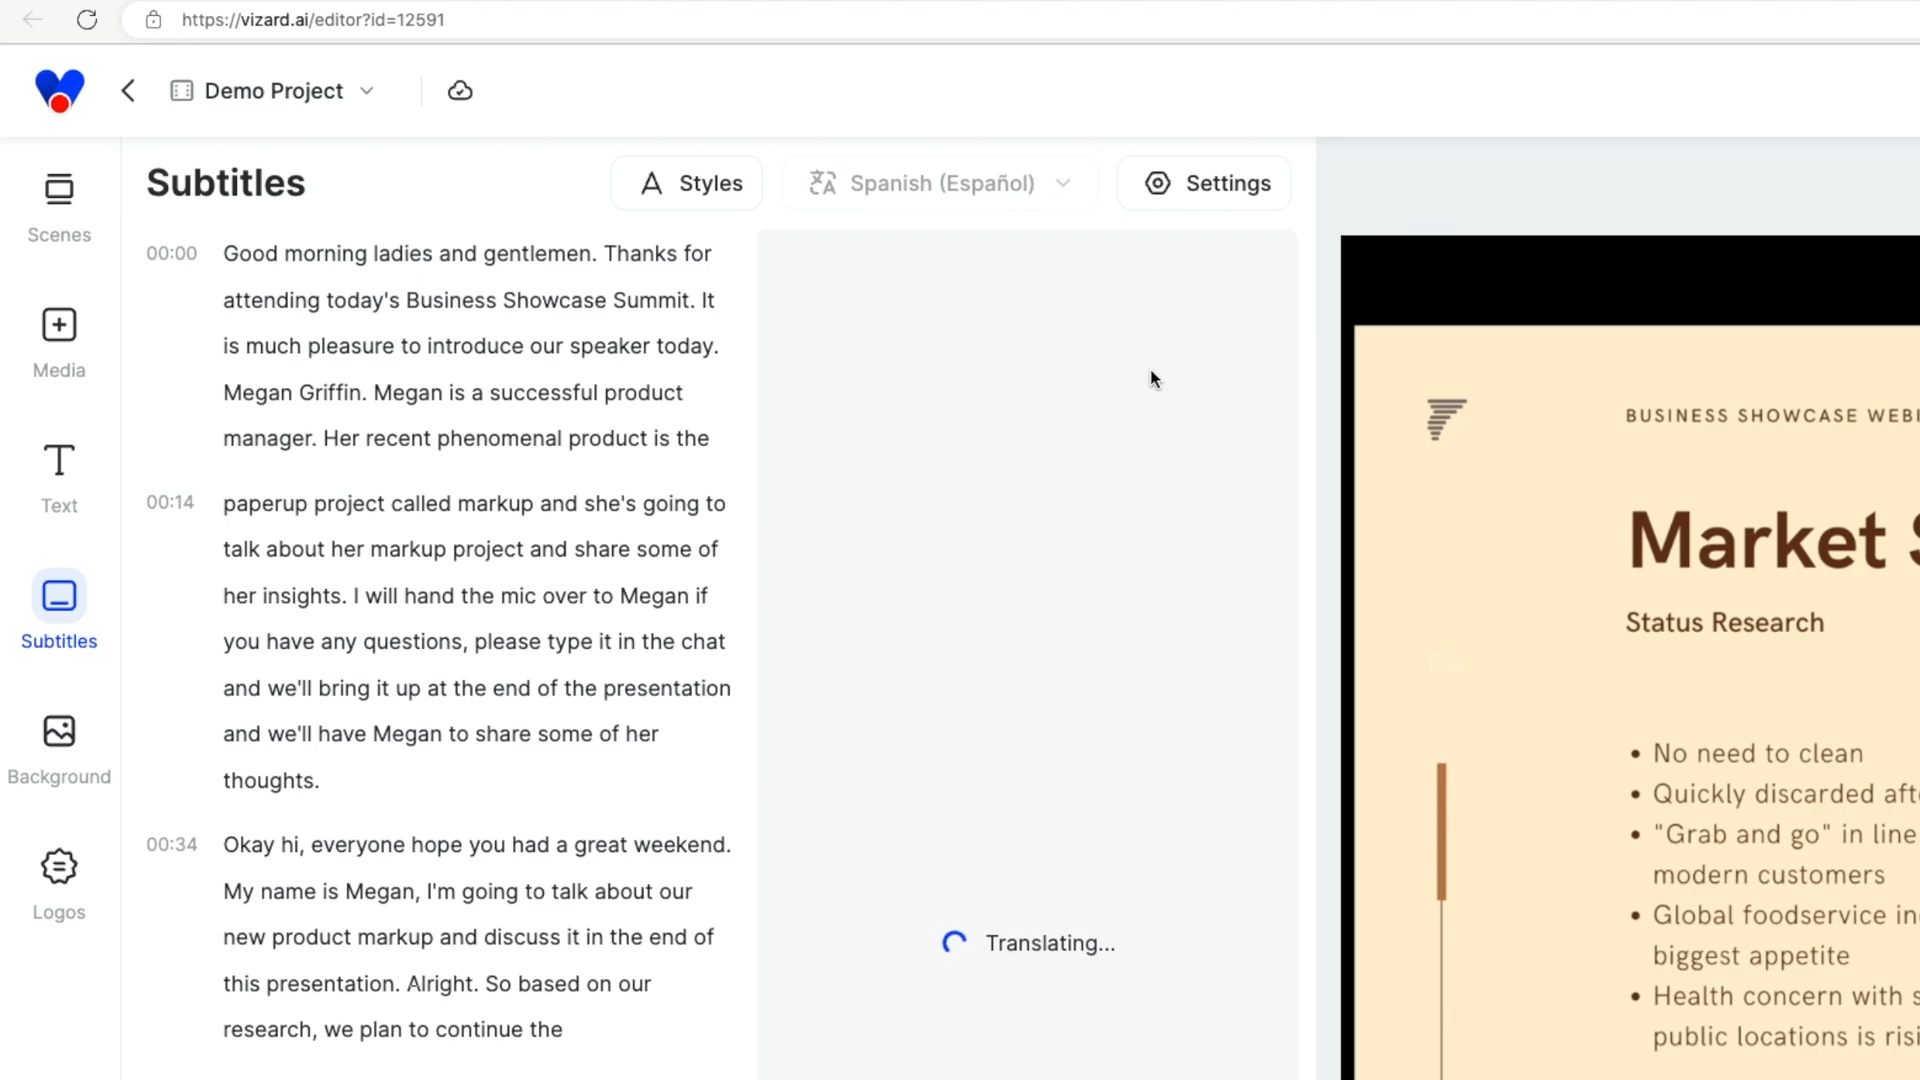 https://vizard.ai/editor?id=12591
Demo Project
Scenes
Media
Text
Subtitles
Background
Logos
Subtitles
Styles
Spanish (Español)
Settings
00:00
Good morning ladies and gentlemen. Thanks for
attending today's Business Showcase Summit. It
is much pleasure to introduce our speaker today.
Megan Griffin. Megan is a successful product
manager. Her recent phenomenal product is the
00:14
paperup project called markup and she's going to
talk about her markup project and share some of
her insights. I will hand the mic over to Megan if
you have any questions, please type it in the chat
and we'll bring it up at the end of the presentation
and we'll have Megan to share some of her
thoughts.
00:34
Okay hi, everyone hope you had a great weekend.
My name is Megan, I'm going to talk about our
new product markup and discuss it in the end of
this presentation. Alright. So based on our
research, we plan to continue the
Translating...
BUSINESS SHOWCASE WEBI
Market S
Status Research
• No need to clean
• Quickly discarded aft
• "Grab and go" in line
modern customers
• Global foodservice in
biggest appetite
• Health concern with s
public locations is risi